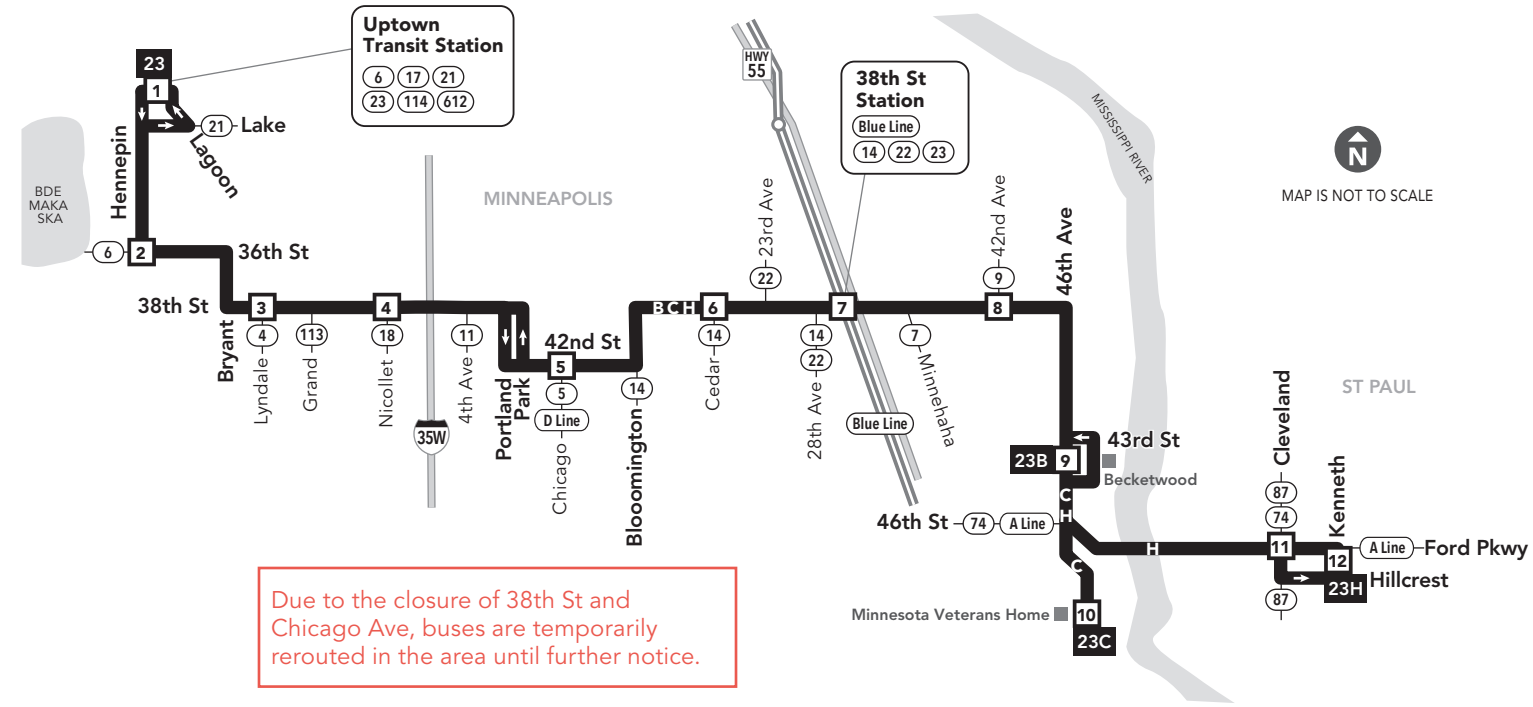 Uptown
Transit Station
6 17 21
23 114 612
23
1
21
Lake
Lagoon
Hennepin
BDE
MAKA
SKA
6
2
36th St
MINNEAPOLIS
HWY
55
38th St
Station
Blue Line
14 22 23
MISSISSIPPI RIVER
N
MAP IS NOT TO SCALE
38th St
Bryant
3
4
Lyndale
113
Grand
4
18
Nicollet
35W
11
4th Ave
Portland
Park
42nd St
5
5
D Line
Chicago
14
Blooomington
B C H
6
14
Cedar
23rd Ave
22
7
14
22
28th Ave
Blue Line
7
Minnehaha
42nd Ave
9
8
46th Ave
43rd St
23B
9
Becketwood
C
H
46th St
74
A Line
H
C
Minnesota Veterans Home
10
23C
ST PAUL
Cleveland
87
74
11
87
Kenneth
12
23H
A Line
Ford Pkwy
Hillcrest
Due to the closure of 38th St and
Chicago Ave, buses are temporarily
rerouted in the area until further notice.